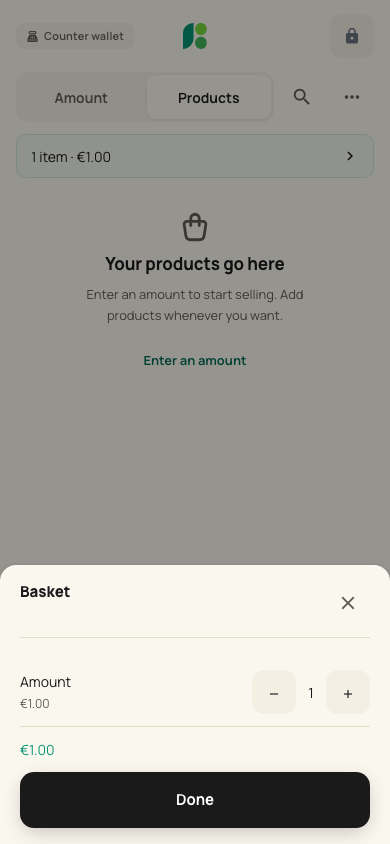 Counter wallet
Amount
Products
1 item · €1.00
Your products go here
Enter an amount to start selling. Add
products whenever you want.
Enter an amount
Basket
Amount
€1.00
− 1 +
€1.00
Done